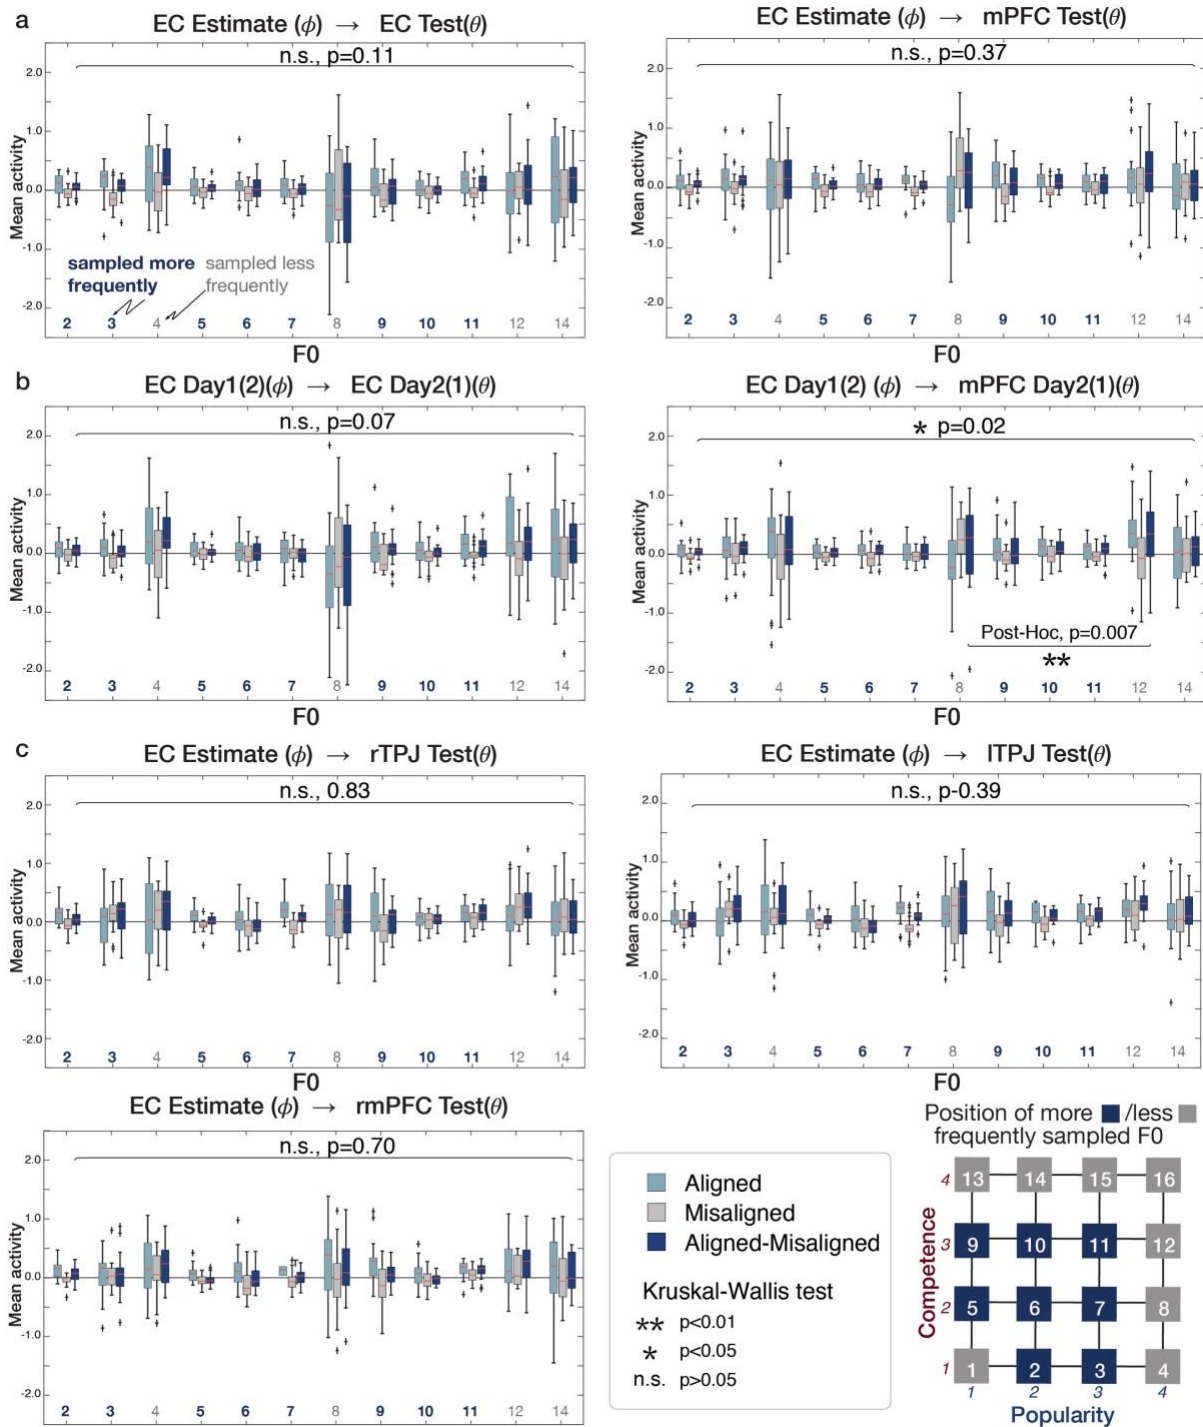 a
EC Estimate (ϕ) → EC Test(θ)
n.s., p=0.11
Mean activity
2.0
1.0
0.0
-1.0
-2.0
sampled more frequently
sampled less frequently
2 3 4 5 6 7 8 9 10 11 12 14
F0
EC Estimate (ϕ) → mPFC Test(θ)
n.s., p=0.37
Mean activity
2.0
1.0
0.0
-1.0
-2.0
2 3 4 5 6 7 8 9 10 11 12 14
F0
b
EC Day1(2)(ϕ) → EC Day2(1)(θ)
n.s., p=0.07
Mean activity
2.0
1.0
0.0
-1.0
-2.0
2 3 4 5 6 7 8 9 10 11 12 14
F0
EC Day1(2) (ϕ) → mPFC Day2(1)(θ)
* p=0.02
Mean activity
2.0
1.0
0.0
-1.0
-2.0
Post-Hoc, p=0.007
**
2 3 4 5 6 7 8 9 10 11 12 14
F0
c
EC Estimate (ϕ) → rTPJ Test(θ)
n.s., 0.83
Mean activity
2.0
1.0
0.0
-1.0
-2.0
2 3 4 5 6 7 8 9 10 11 12 14
F0
EC Estimate (ϕ) → lTPJ Test(θ)
n.s., p-0.39
Mean activity
2.0
1.0
0.0
-1.0
-2.0
2 3 4 5 6 7 8 9 10 11 12 14
F0
EC Estimate (ϕ) → rmPFC Test(θ)
n.s., p=0.70
Mean activity
2.0
1.0
0.0
-1.0
-2.0
2 3 4 5 6 7 8 9 10 11 12 14
Aligned
Misaligned
Aligned-Misaligned
Kruskal-Wallis test
** p<0.01
* p<0.05
n.s. p>0.05
Position of more /less
frequently sampled F0
Competence
4 13 14 15 16
3 9 10 11 12
2 5 6 7 8
1 1 2 3 4
1 2 3 4
Popularity